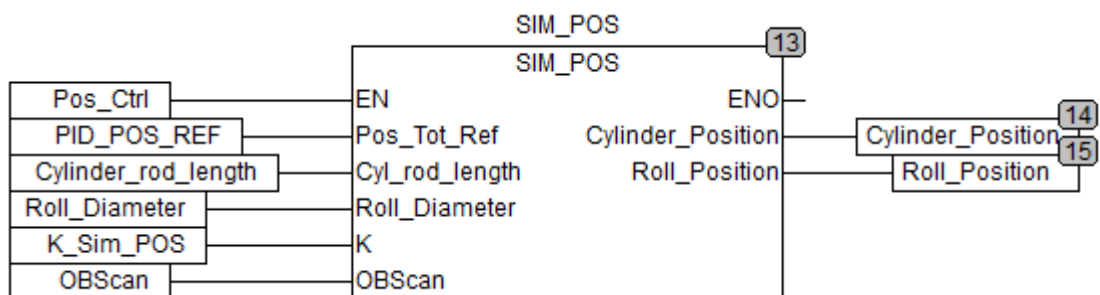 SIM_POS
13
SIM_POS
Pos_Ctrl EN ENO
14
PID_POS_REF Pos_Tot_Ref Cylinder_Position Cylinder_Position
15
Cylinder_rod_length Cyl_rod_length Roll_Position Roll_Position
Roll_Diameter Roll_Diameter
K_Sim_POS K
OBScan OBScan